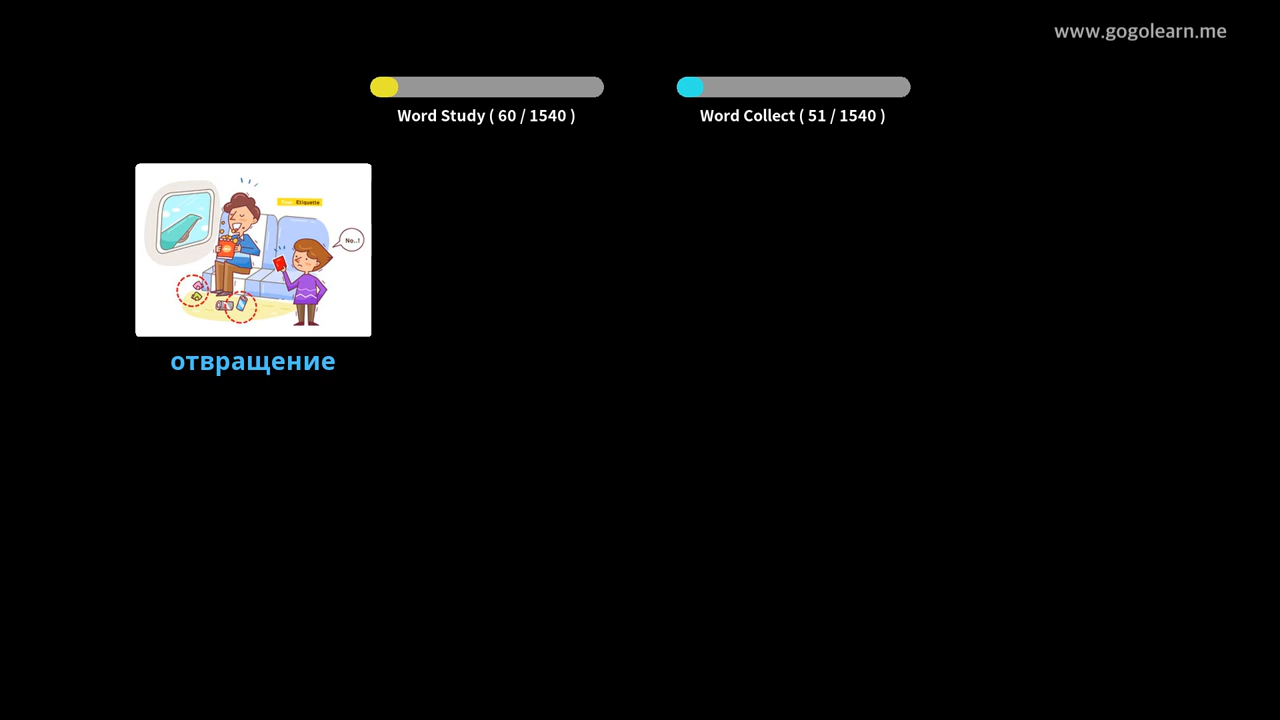 www.gogolearn.me
Word Study ( 60 / 1540 )
Word Collect ( 51 / 1540 )
Etiquette
No..!
отвращение